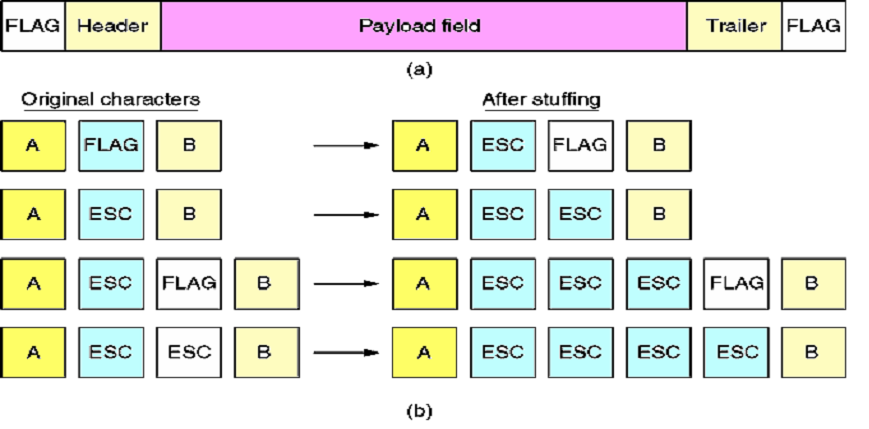 FLAG Header Payload field Trailer FLAG
(a)
Original characters After stuffing
A FLAG B A ESC FLAG B
A ESC B A ESC ESC B
A ESC FLAG B A ESC ESC ESC FLAG B
A ESC ESC B A ESC ESC ESC ESC B
(b)